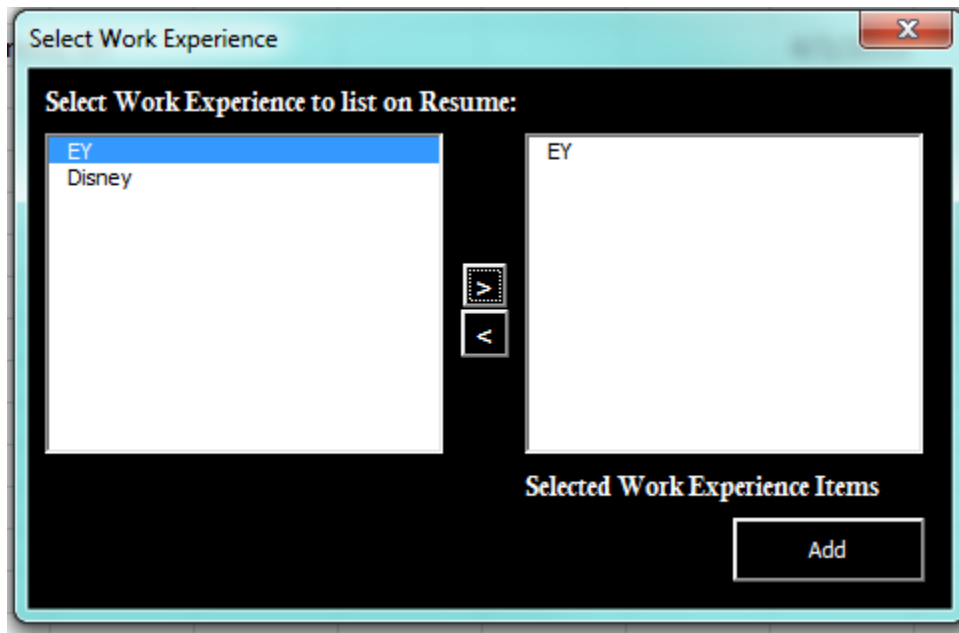 Select Work Experience
X
Select Work Experience to list on Resume:
EY
Disney
EY
>
<
Selected Work Experience Items
Add